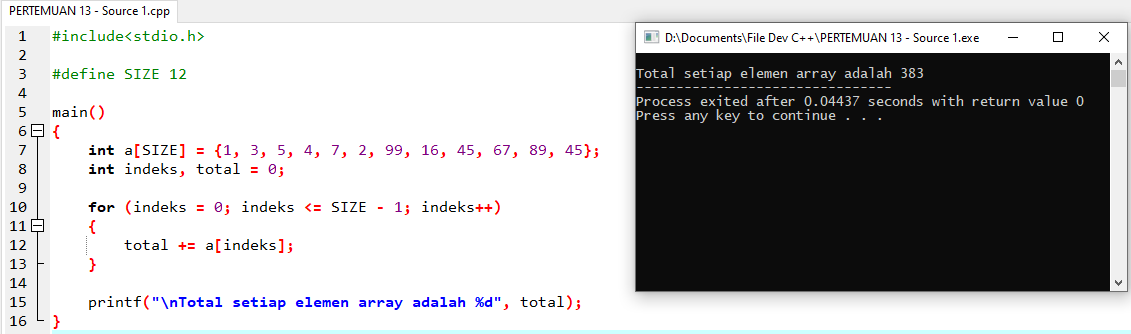 PERTEMUAN 13 - Source 1.cpp
1 #include<stdio.h>
2
3 #define SIZE 12
4
5 main()
6 {
7 int a[SIZE] = {1, 3, 5, 4, 7, 2, 99, 16, 45, 67, 89, 45};
8 int indeks, total = 0;
9
10 for (indeks = 0; indeks <= SIZE - 1; indeks++)
11 {
12 total += a[indeks];
13 }
14
15 printf("\nTotal setiap elemen array adalah %d", total);
16 }
D:\Documents\File Dev C++\PERTEMUAN 13 - Source 1.exe
Total setiap elemen array adalah 383
--------------------------------
Process exited after 0.04437 seconds with return value 0
Press any key to continue . . .